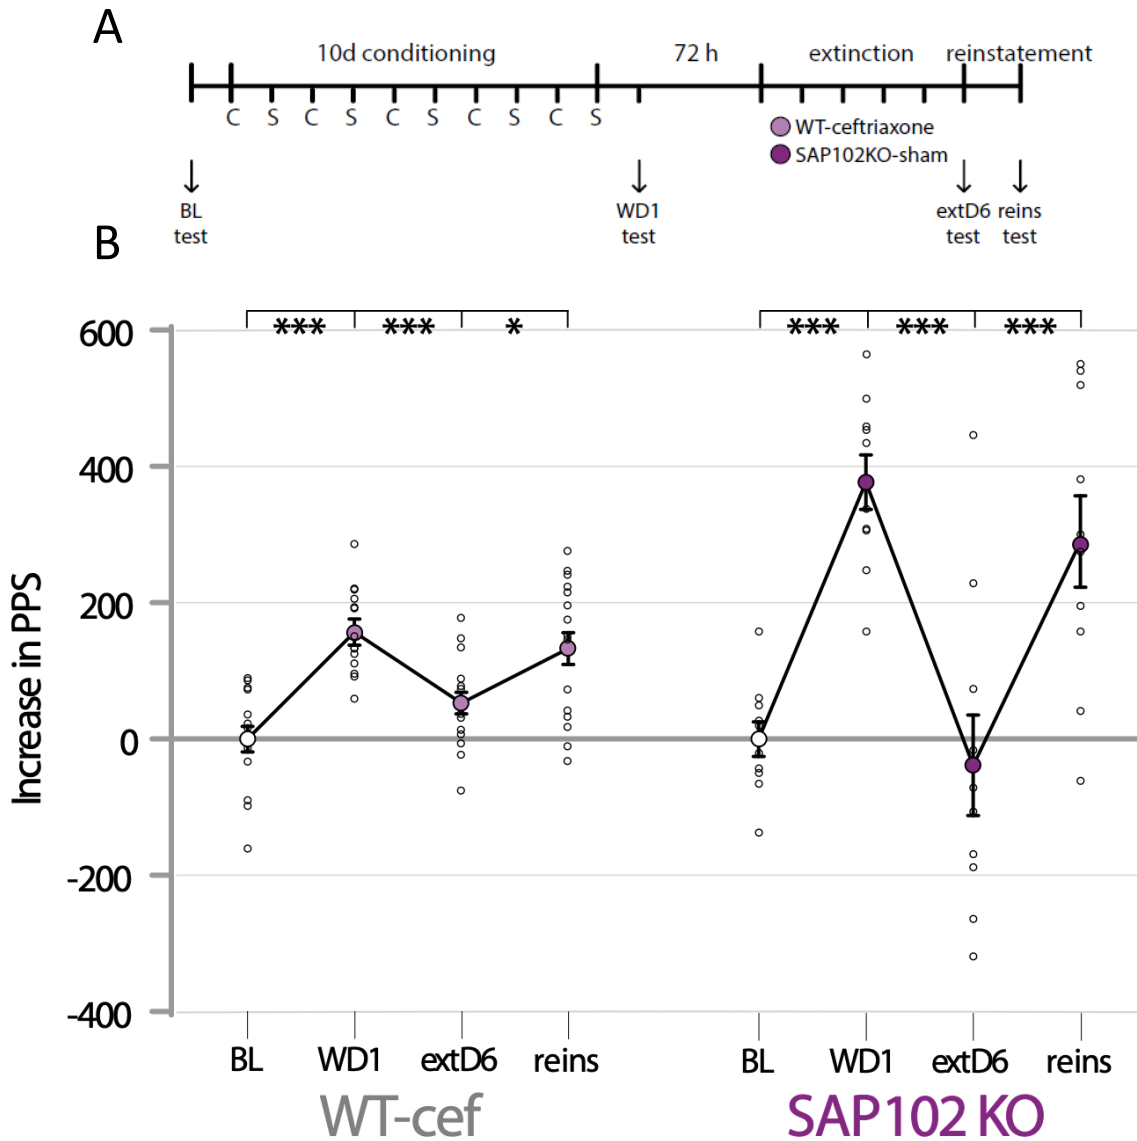 A
10d conditioning 72 h extinction reinstatement
C S C S C S C S C S
WT-ceftriaxone
SAP102KO-sham
BL test
WD1 test
extD6 test
reins test
B
*** *** * *** *** ***
600
400
200
0
-200
-400
Increase in PPS
BL WD1 extD6 reins BL WD1 extD6 reins
WT-cef SAP102 KO